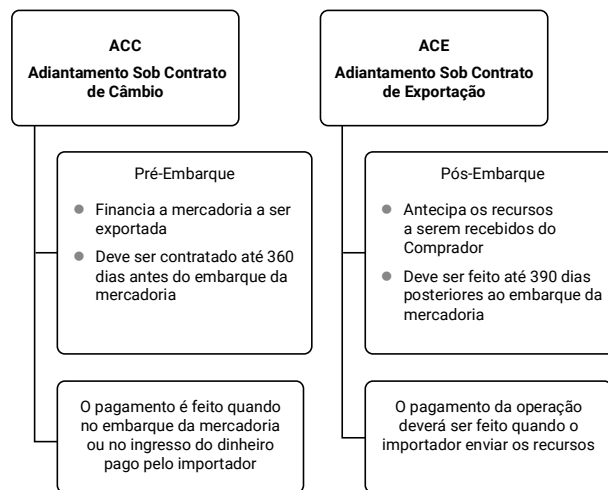 ACC
Adiantamento Sob Contrato
de Câmbio
Pré-Embarque
Financia a mercadoria a ser
exportada
Deve ser contratado até 360
dias antes do embarque da
mercadoria
O pagamento é feito quando
no embarque da mercadoria
ou no ingresso do dinheiro
pago pelo importador
ACE
Adiantamento Sob Contrato
de Exportação
Pós-Embarque
Antecipa os recursos
a serem recebidos do
Comprador
Deve ser feito até 390 dias
posteriores ao embarque da
mercadoria
O pagamento da operação
deverá ser feito quando o
importador enviar os recursos